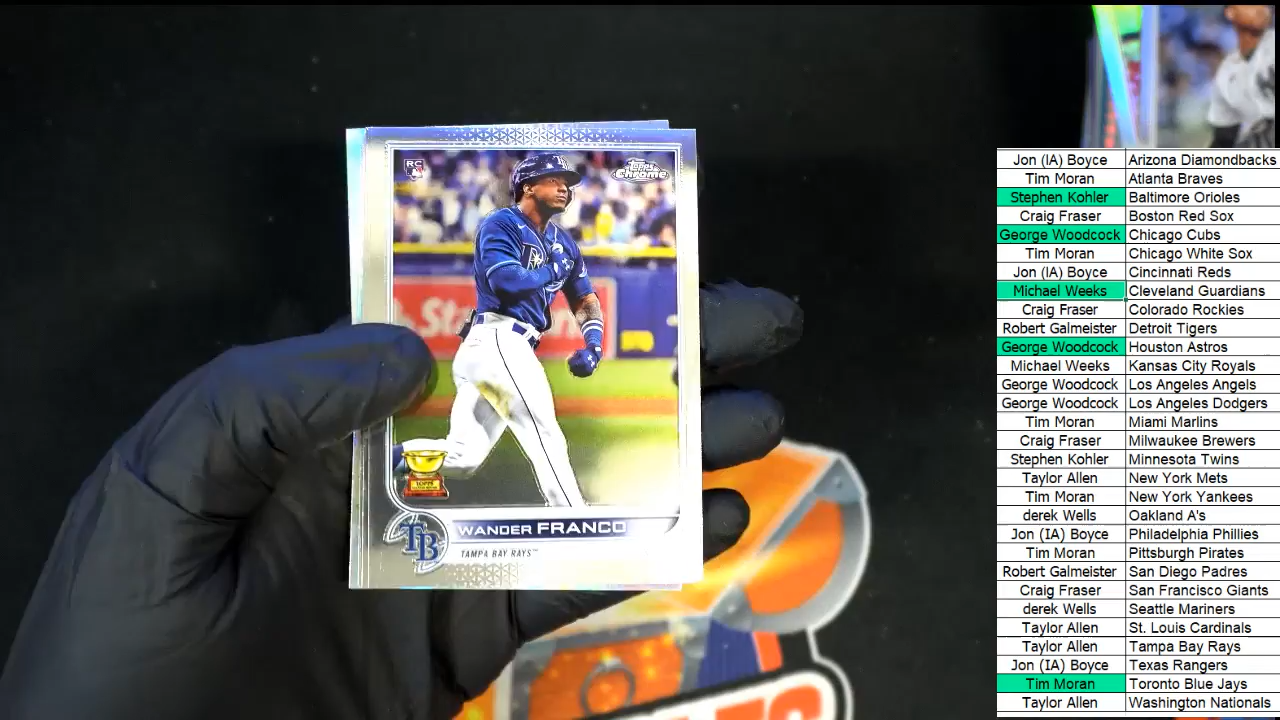 RC
Topps
Chrome
St
TOPPS
TB
WANDER FRANCO
TAMPA BAY RAYS™
Jon (IA) Boyce Arizona Diamondbacks
Tim Moran Atlanta Braves
Stephen Kohler Baltimore Orioles
Craig Fraser Boston Red Sox
George Woodcock Chicago Cubs
Tim Moran Chicago White Sox
Jon (IA) Boyce Cincinnati Reds
Michael Weeks Cleveland Guardians
Craig Fraser Colorado Rockies
Robert Galmeister Detroit Tigers
George Woodcock Houston Astros
Michael Weeks Kansas City Royals
George Woodcock Los Angeles Angels
George Woodcock Los Angeles Dodgers
Tim Moran Miami Marlins
Craig Fraser Milwaukee Brewers
Stephen Kohler Minnesota Twins
Taylor Allen New York Mets
Tim Moran New York Yankees
derek Wells Oakland A's
Jon (IA) Boyce Philadelphia Phillies
Tim Moran Pittsburgh Pirates
Robert Galmeister San Diego Padres
Craig Fraser San Francisco Giants
derek Wells Seattle Mariners
Taylor Allen St. Louis Cardinals
Taylor Allen Tampa Bay Rays
Jon (IA) Boyce Texas Rangers
Tim Moran Toronto Blue Jays
Taylor Allen Washington Nationals